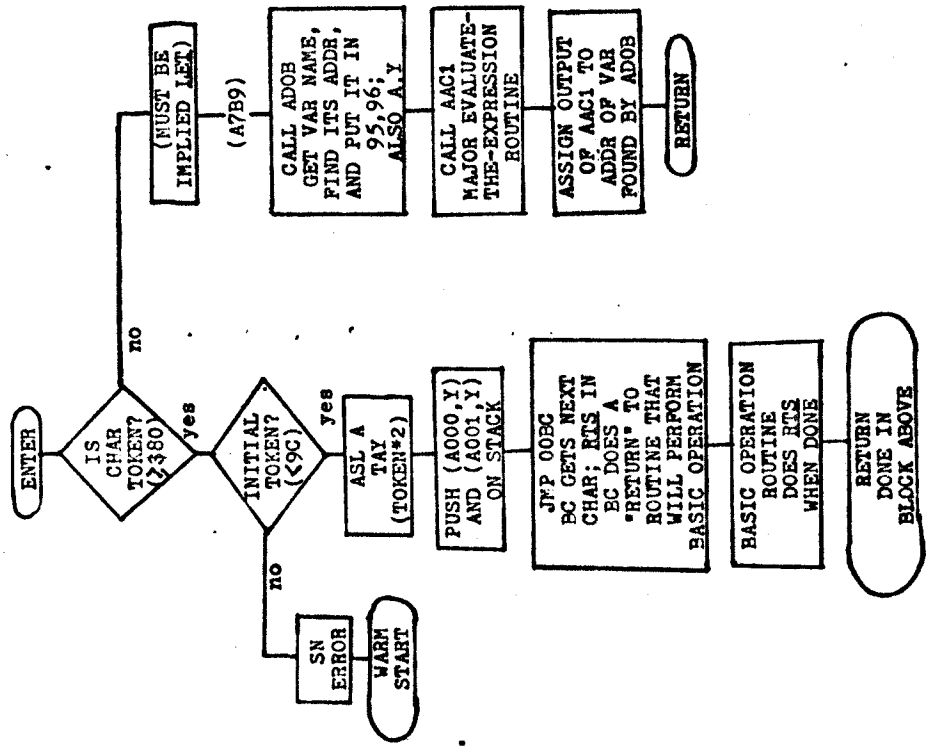 ENTER
IS
CHAR
TOKEN?
(≥$80)
no
yes
INITIAL
TOKEN?
(<9C)
no
yes
SN
ERROR
WARM
START
ASL A
TAY
(TOKEN*2)
PUSH (A000,Y)
AND (A001,Y)
ON STACK
JMP 00BC
BC GETS NEXT
CHAR; RTS IN
BC DOES A
"RETURN" TO
ROUTINE THAT
WILL PERFORM
BASIC OPERATION
BASIC OPERATION
ROUTINE
DOES RTS
WHEN DONE
RETURN
DONE IN
BLOCK ABOVE
(MUST BE
IMPLIED LET)
(A7B9)
CALL AD0B
GET VAR NAME,
FIND ITS ADDR,
AND PUT IT IN
95,96;
ALSO A,Y
CALL AAC1
MAJOR EVALUATE-
THE-EXPRESSION
ROUTINE
ASSIGN OUTPUT
OF AAC1 TO
ADDR OF VAR
FOUND BY AD0B
RETURN